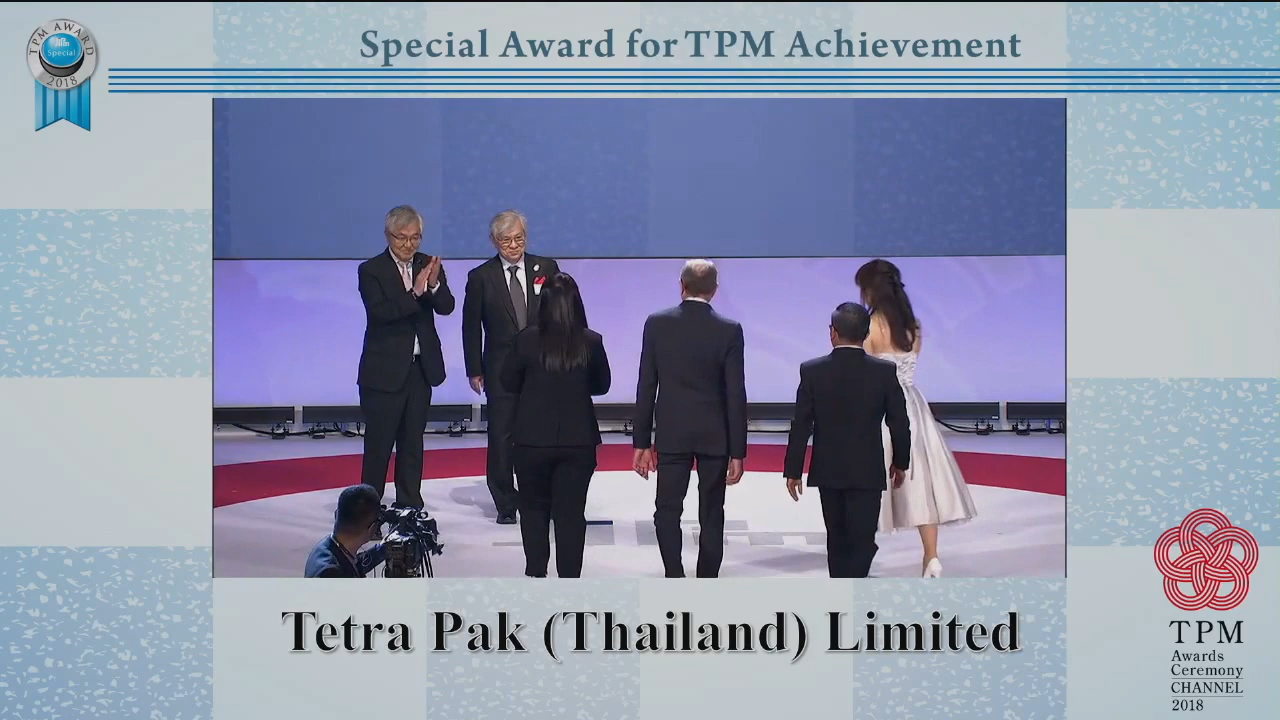 TPM AWARD
Special
2018
Special Award for TPM Achievement
Tetra Pak (Thailand) Limited
TPM
Awards
Ceremony
CHANNEL
2018